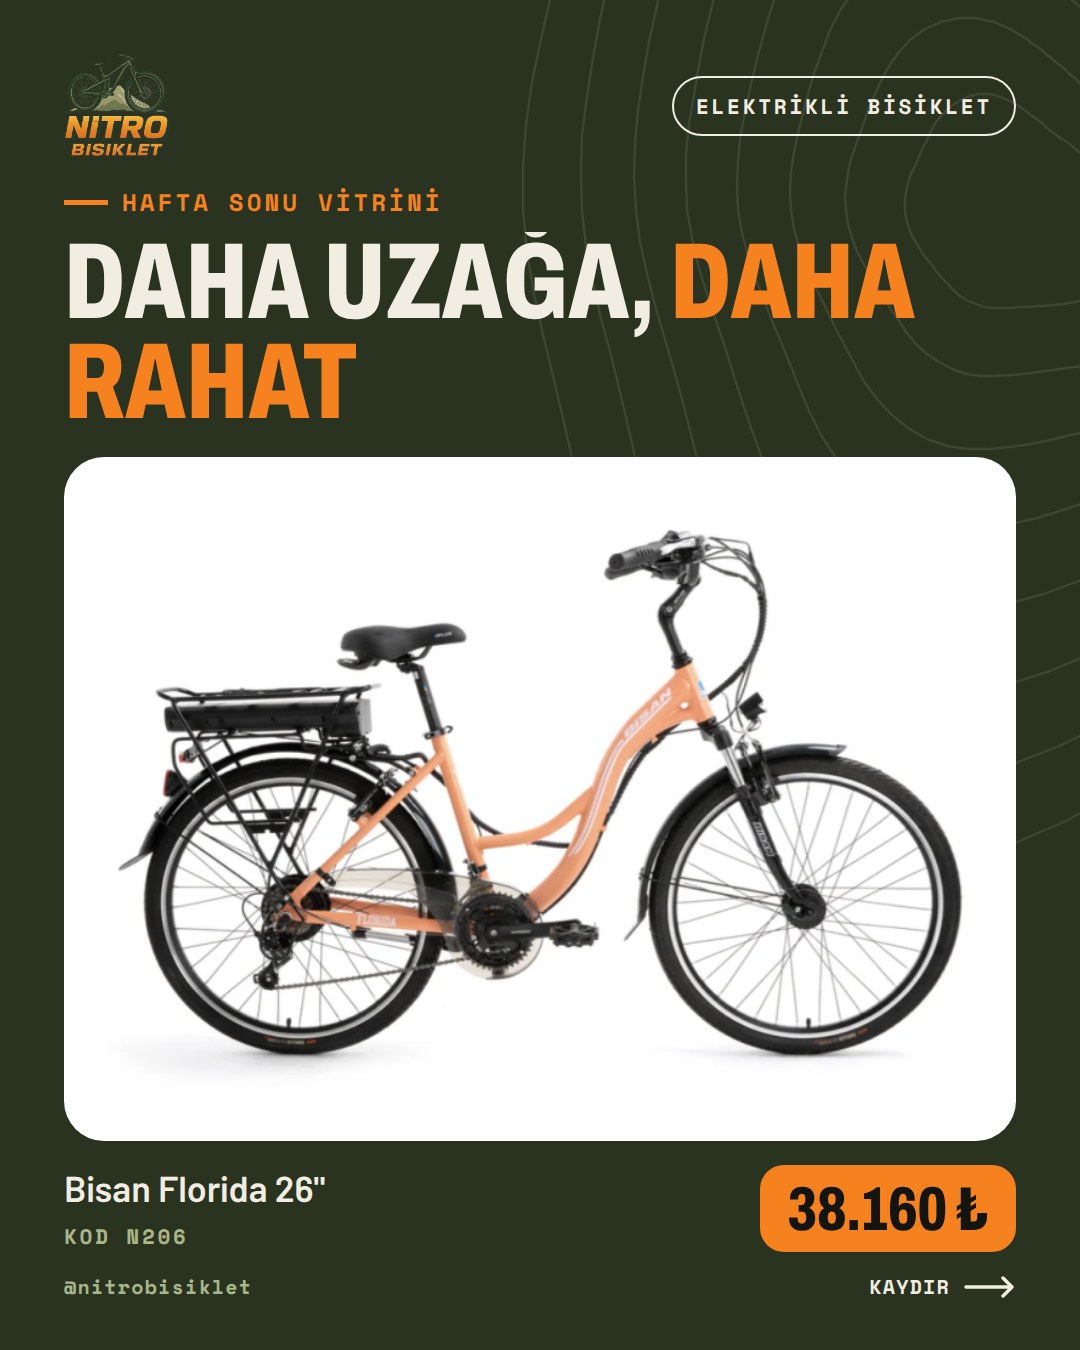 NITRO
BISIKLET
ELEKTRİKLİ BİSİKLET
HAFTA SONU VİTRİNİ
DAHA UZAĞA, DAHA
RAHAT
BISAN
FLORIDA
Bisan Florida 26"
KOD N206
38.160 ₺
@nitrobisiklet
KAYDIR